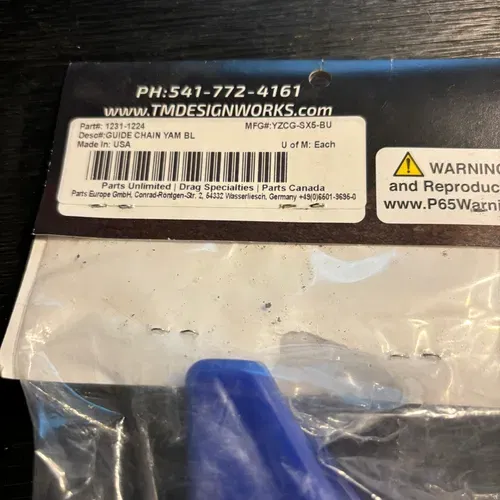 PH:541-772-4161
www.TMDESIGNWORKS.com
Part#: 1231-1224 MFG#:YZCG-SX5-BU
Desc#:GUIDE CHAIN YAM BL
Made In: USA U of M: Each
Parts Unlimited | Drag Specialties | Parts Canada
Parts Europe GmbH, Conrad-Röntgen-Str. 2, 54332 Wasserliesch, Germany +49(0)6501-9695-0
WARNING
and Reproduc
www.P65Warni